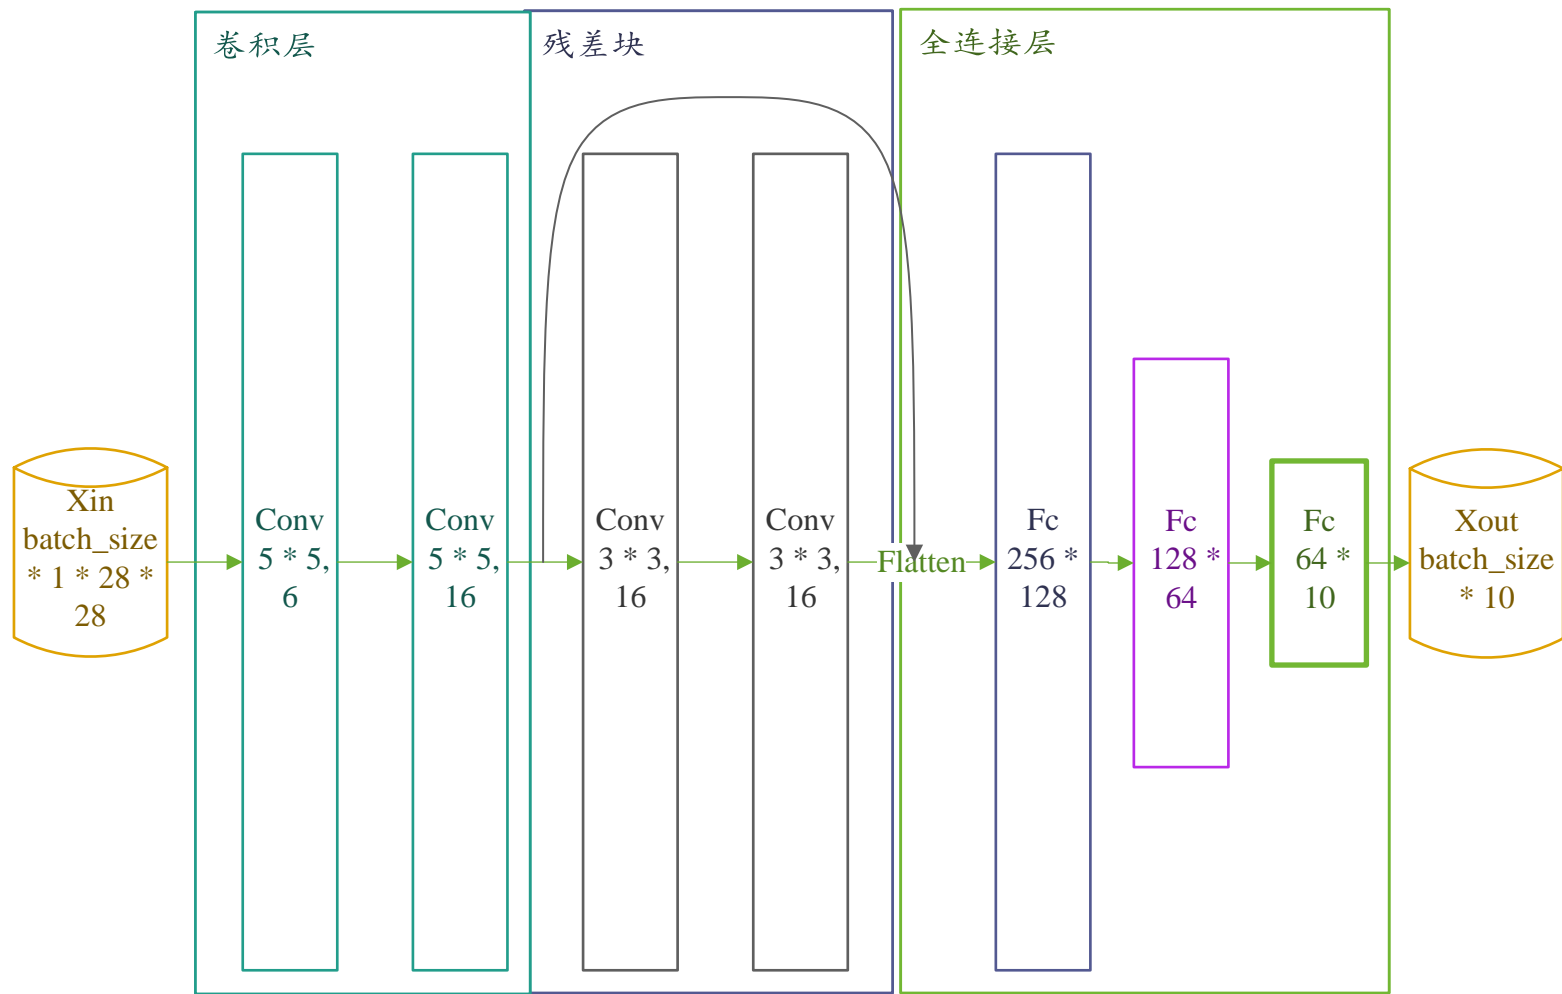 卷积层
残差块
全连接层
Xin
batch_size
* 1 * 28 *
28
Conv
5 * 5,
6
Conv
5 * 5,
16
Conv
3 * 3,
16
Conv
3 * 3,
16
Flatten
Fc
256 *
128
Fc
128 *
64
Fc
64 *
10
Xout
batch_size
* 10